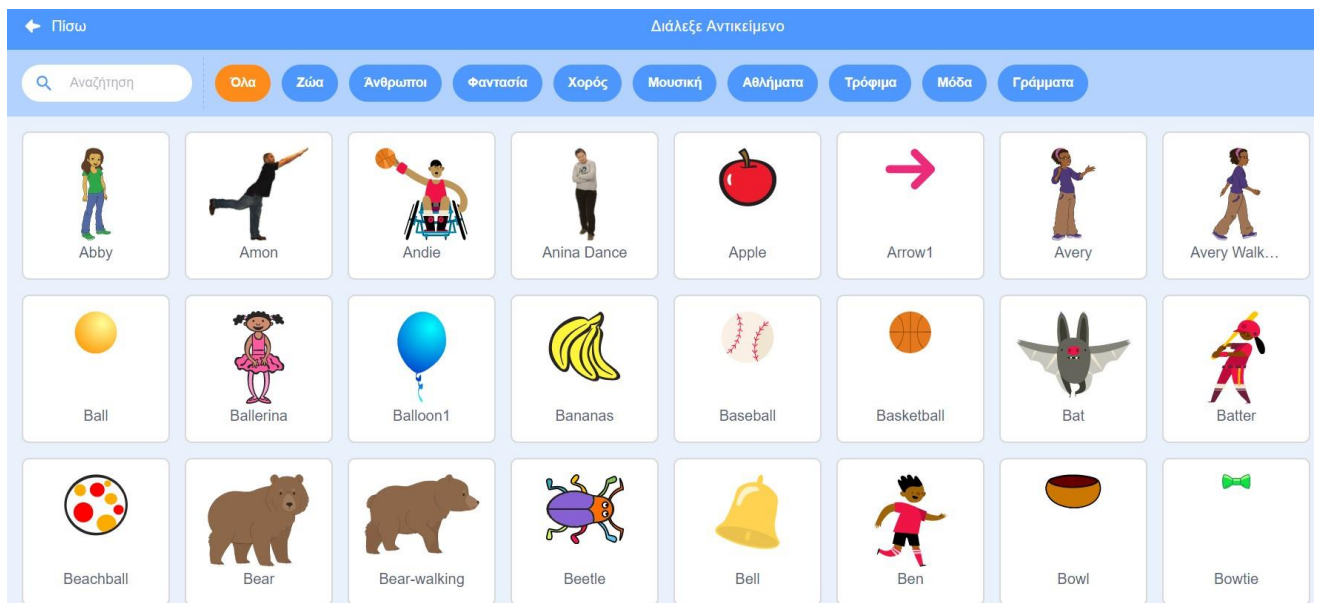 Πίσω
Διάλεξε Αντικείμενο
Αναζήτηση
Όλα Ζώα Άνθρωποι Φαντασία Χορός Μουσική Αθλήματα Τρόφιμα Μόδα Γράμματα
Abby Amon Andie Anina Dance Apple Arrow1 Avery Avery Walk...
Ball Ballerina Balloon1 Bananas Baseball Basketball Bat Batter
Beachball Bear Bear-walking Beetle Bell Ben Bowl Bowtie